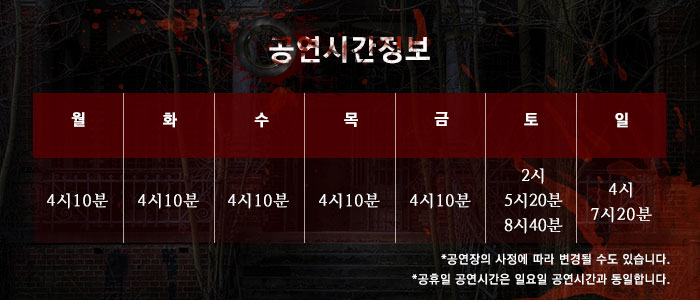 공연시간정보
월 화 수 목 금 토 일
4시10분 4시10분 4시10분 4시10분 4시10분 2시 5시20분 8시40분 4시 7시20분
*공연장의 사정에 따라 변경될 수도 있습니다.
*공휴일 공연시간은 일요일 공연시간과 동일합니다.